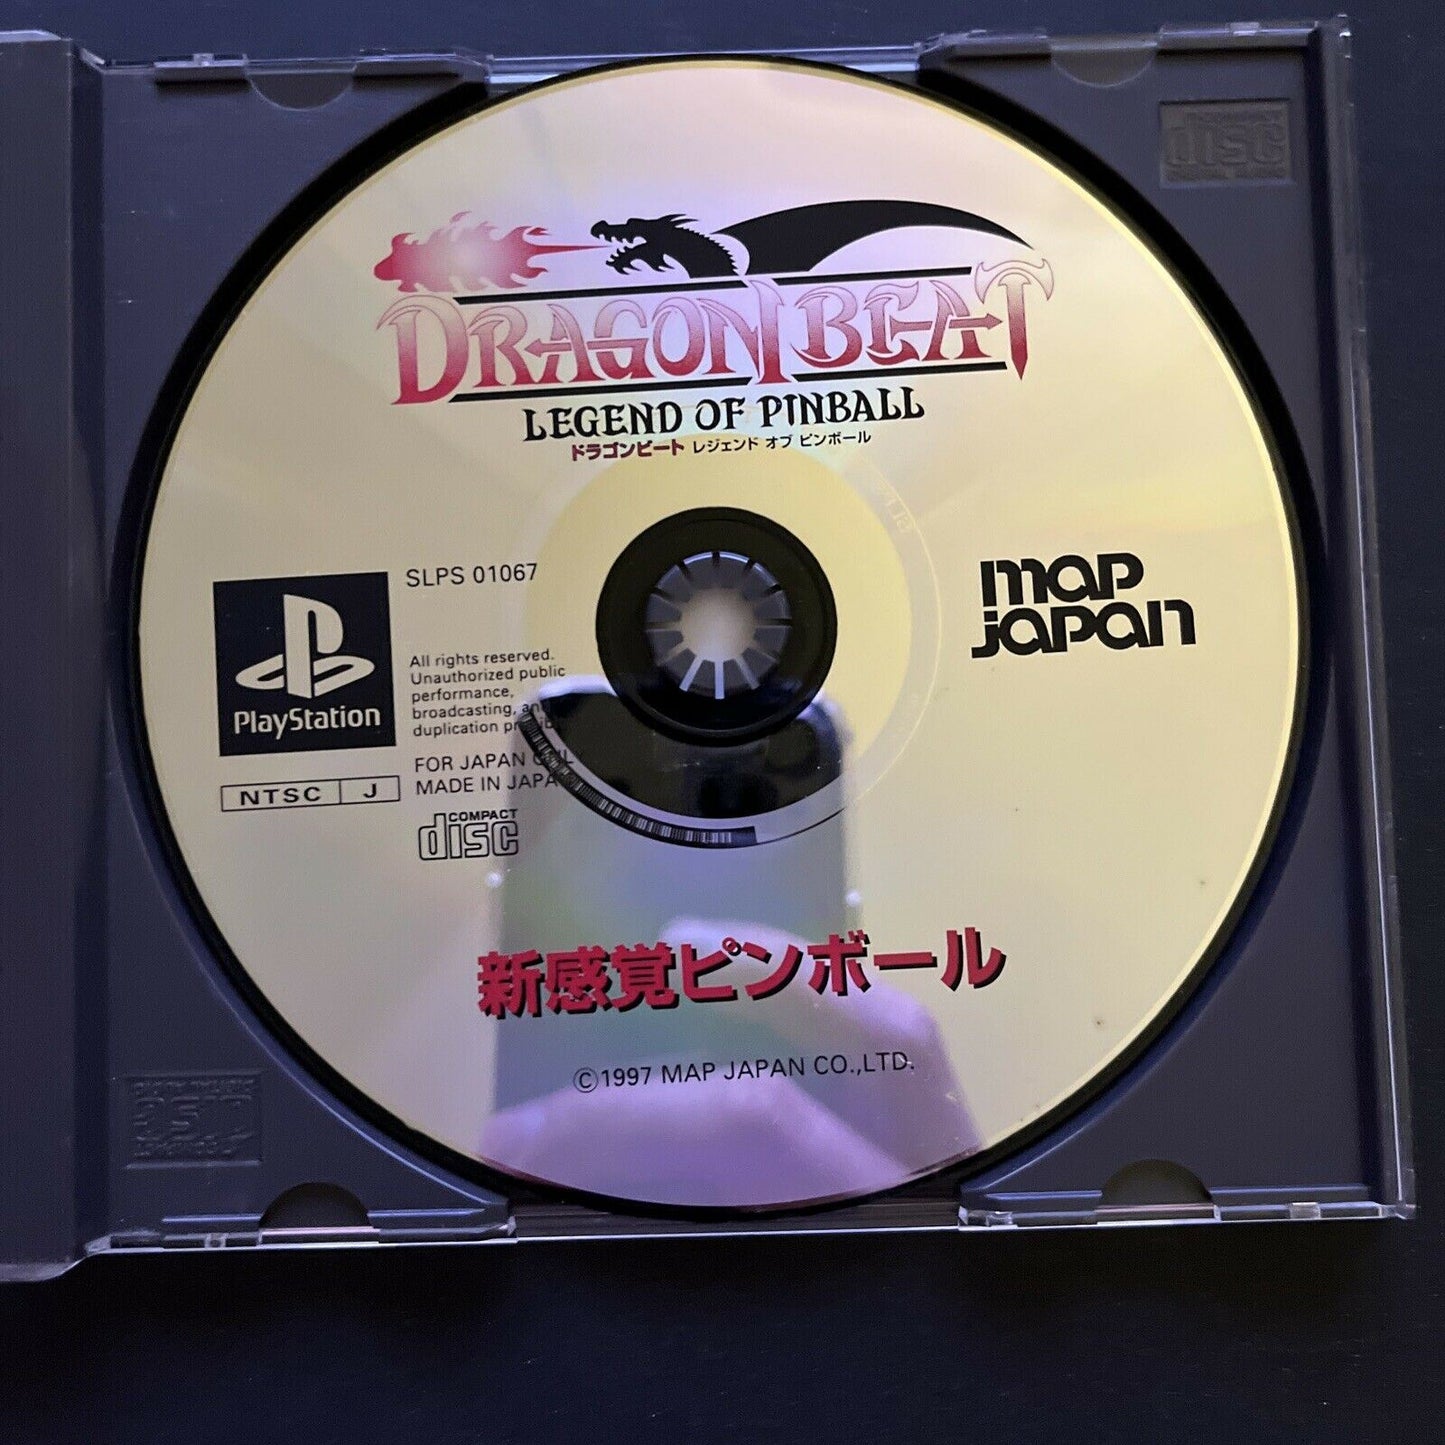 DRAGON BEAT
LEGEND OF PINBALL
ドラゴンビート レジェンド オブ ピンボール
SLPS 01067
PlayStation
All rights reserved.
Unauthorized public
performance,
broadcasting, and
duplication
FOR JAPAN
MADE IN JAPAN
NTSC J
COMPACT
disc
map
japan
新感覚ピンボール
©1997 MAP JAPAN CO.,LTD.
disc